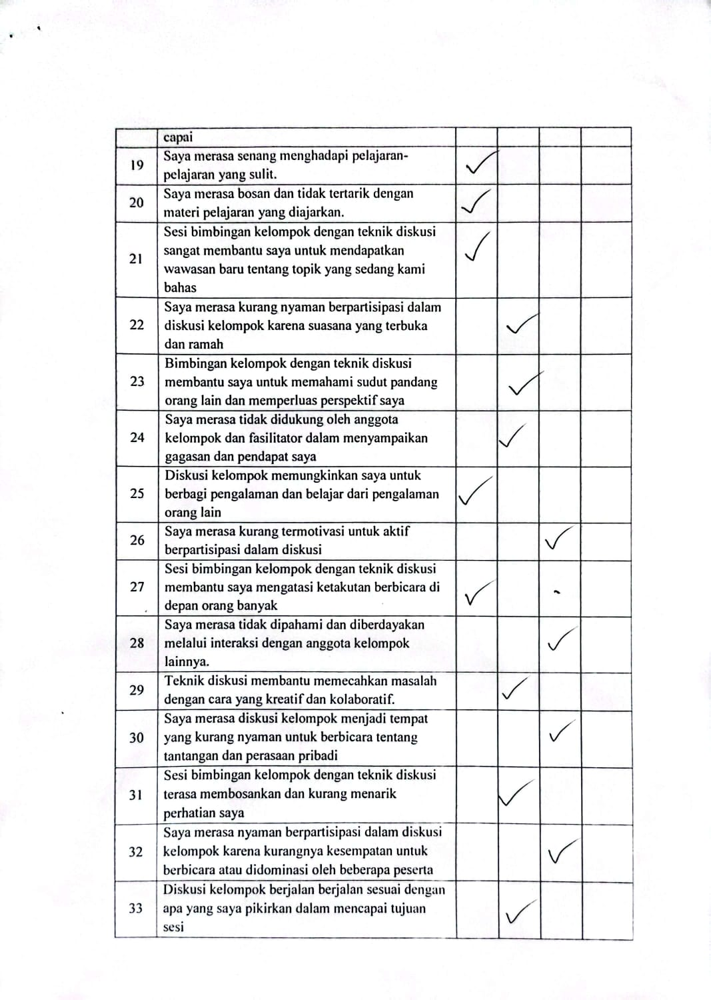 capai
19
Saya merasa senang menghadapi pelajaran-
pelajaran yang sulit.
20
Saya merasa bosan dan tidak tertarik dengan
materi pelajaran yang diajarkan.
21
Sesi bimbingan kelompok dengan teknik diskusi
sangat membantu saya untuk mendapatkan
wawasan baru tentang topik yang sedang kami
bahas
22
Saya merasa kurang nyaman berpartisipasi dalam
diskusi kelompok karena suasana yang terbuka
dan ramah
23
Bimbingan kelompok dengan teknik diskusi
membantu saya untuk memahami sudut pandang
orang lain dan memperluas perspektif saya
24
Saya merasa tidak didukung oleh anggota
kelompok dan fasilitator dalam menyampaikan
gagasan dan pendapat saya
25
Diskusi kelompok memungkinkan saya untuk
berbagi pengalaman dan belajar dari pengalaman
orang lain
26
Saya merasa kurang termotivasi untuk aktif
berpartisipasi dalam diskusi
27
Sesi bimbingan kelompok dengan teknik diskusi
membantu saya mengatasi ketakutan berbicara di
depan orang banyak
28
Saya merasa tidak dipahami dan diberdayakan
melalui interaksi dengan anggota kelompok
lainnya.
29
Teknik diskusi membantu memecahkan masalah
dengan cara yang kreatif dan kolaboratif.
30
Saya merasa diskusi kelompok menjadi tempat
yang kurang nyaman untuk berbicara tentang
tantangan dan perasaan pribadi
31
Sesi bimbingan kelompok dengan teknik diskusi
terasa membosankan dan kurang menarik
perhatian saya
32
Saya merasa nyaman berpartisipasi dalam diskusi
kelompok karena kurangnya kesempatan untuk
berbicara atau didominasi oleh beberapa peserta
33
Diskusi kelompok berjalan berjalan sesuai dengan
apa yang saya pikirkan dalam mencapai tujuan
sesi